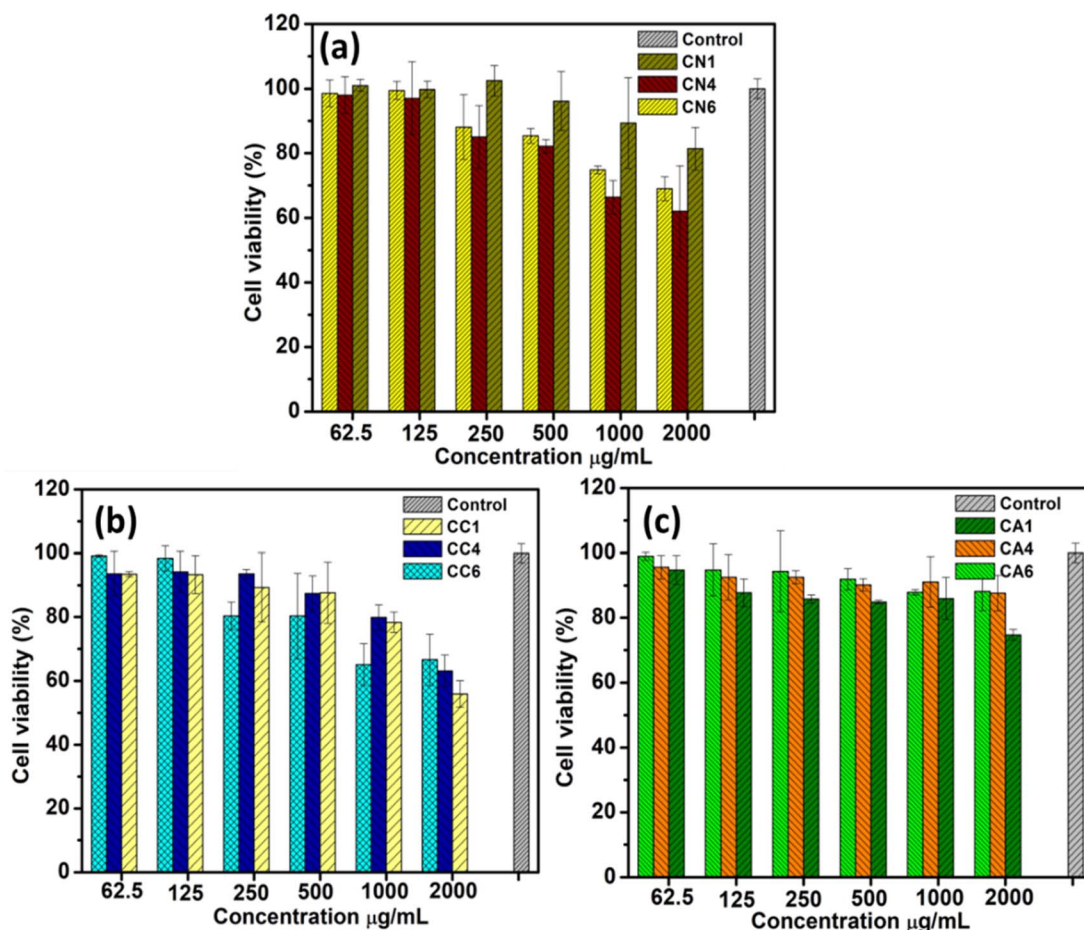 (a)
Control
CN1
CN4
CN6
120
100
80
60
40
20
0
Cell viability (%)
62.5 125 250 500 1000 2000
Concentration µg/mL
(b)
Control
CC1
CC4
CC6
120
100
80
60
40
20
0
Cell viability (%)
62.5 125 250 500 1000 2000
Concentration µg/mL
(c)
Control
CA1
CA4
CA6
120
100
80
60
40
20
0
Cell viability (%)
62.5 125 250 500 1000 2000
Concentration µg/mL